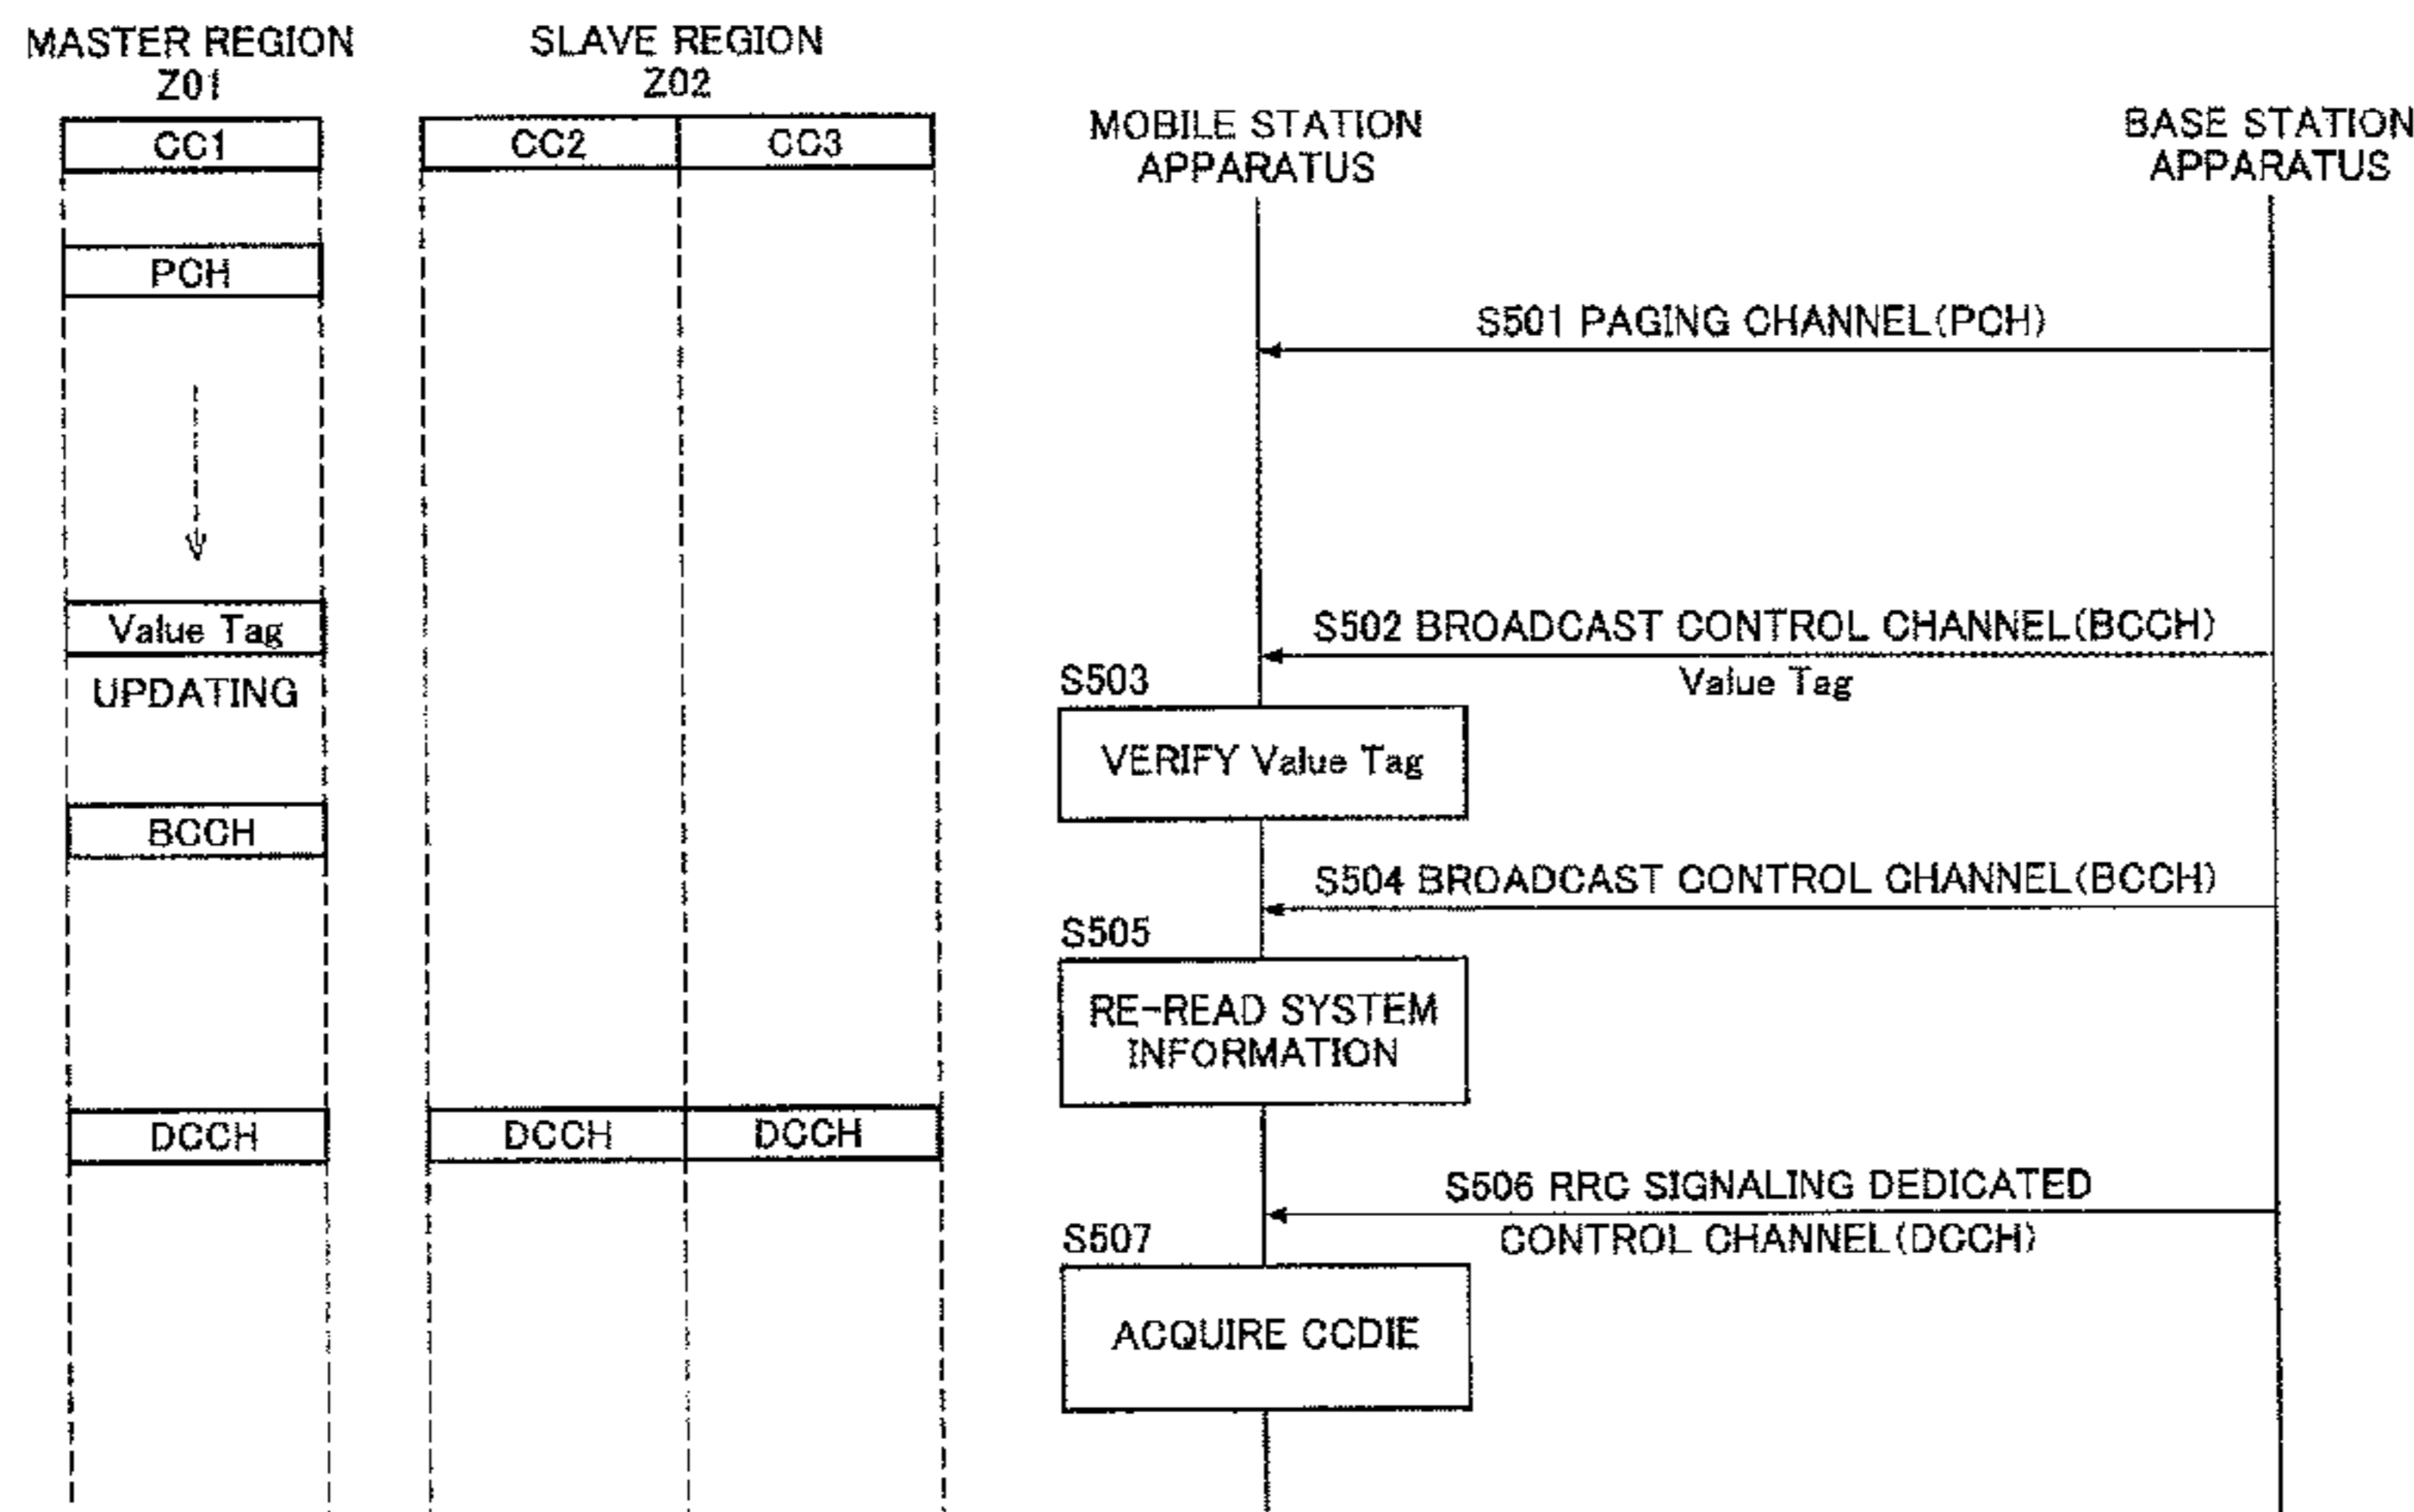 MASTER REGION
Z01
SLAVE REGION
Z02
CC1
CC2
CC3
MOBILE STATION
APPARATUS
BASE STATION
APPARATUS
PCH
S501 PAGING CHANNEL(PCH)
Value Tag
UPDATING
S502 BROADCAST CONTROL CHANNEL(BCCH)
Value Tag
S503
VERIFY Value Tag
BCCH
S504 BROADCAST CONTROL CHANNEL(BCCH)
S505
RE-READ SYSTEM
INFORMATION
DCCH
DCCH
DCCH
S506 RRC SIGNALING DEDICATED
CONTROL CHANNEL(DCCH)
S507
ACQUIRE CCDIE